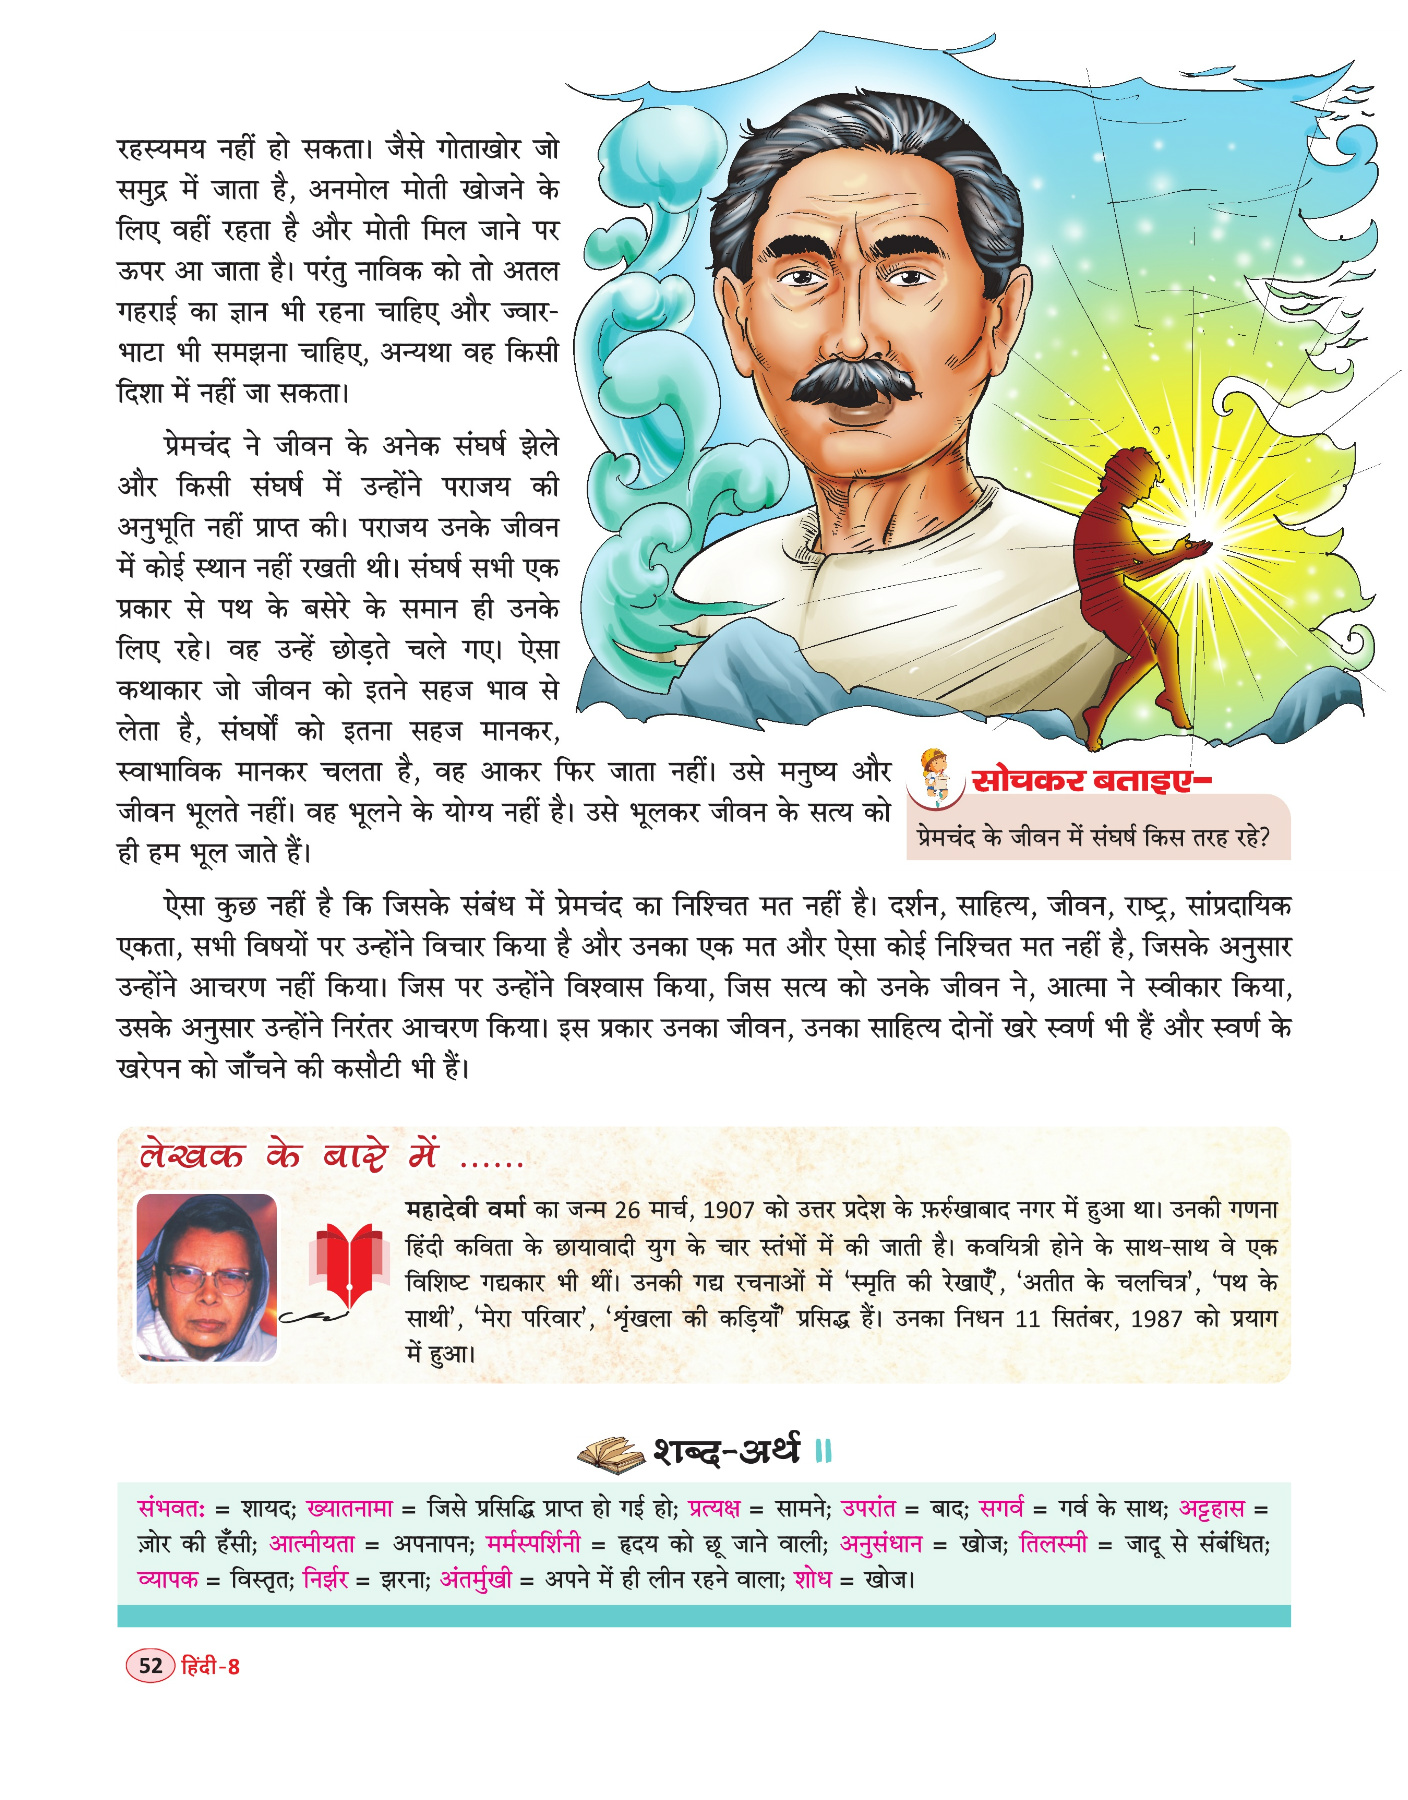 रहस्यमय नहीं हो सकता। जैसे गोताखोर जो
समुद्र में जाता है, अनमोल मोती खोजने के
लिए वहीं रहता है और मोती मिल जाने पर
ऊपर आ जाता है। परंतु नाविक को तो अतल
गहराई का ज्ञान भी रहना चाहिए और ज्वार-
भाटा भी समझना चाहिए, अन्यथा वह किसी
दिशा में नहीं जा सकता।
प्रेमचंद ने जीवन के अनेक संघर्ष झेले
और किसी संघर्ष में उन्होंने पराजय की
अनुभूति नहीं प्राप्त की। पराजय उनके जीवन
में कोई स्थान नहीं रखती थी। संघर्ष सभी एक
प्रकार से पथ के बसेरे के समान ही उनके
लिए रहे। वह उन्हें छोड़ते चले गए। ऐसा
कथाकार जो जीवन को इतने सहज भाव से
लेता है, संघर्षों को इतना सहज मानकर,
स्वाभाविक मानकर चलता है, वह आकर फिर जाता नहीं। उसे मनुष्य और
जीवन भूलते नहीं। वह भूलने के योग्य नहीं है। उसे भूलकर जीवन के सत्य को
ही हम भूल जाते हैं।
सोचकर बताइए–
प्रेमचंद के जीवन में संघर्ष किस तरह रहे?
ऐसा कुछ नहीं है कि जिसके संबंध में प्रेमचंद का निश्चित मत नहीं है। दर्शन, साहित्य, जीवन, राष्ट्र, सांप्रदायिक
एकता, सभी विषयों पर उन्होंने विचार किया है और उनका एक मत और ऐसा कोई निश्चित मत नहीं है, जिसके अनुसार
उन्होंने आचरण नहीं किया। जिस पर उन्होंने विश्वास किया, जिस सत्य को उनके जीवन ने, आत्मा ने स्वीकार किया,
उसके अनुसार उन्होंने निरंतर आचरण किया। इस प्रकार उनका जीवन, उनका साहित्य दोनों खरे स्वर्ण भी हैं और स्वर्ण के
खरेपन को जाँचने की कसौटी भी हैं।
लेखक के बारे में ......
महादेवी वर्मा का जन्म 26 मार्च, 1907 को उत्तर प्रदेश के फ़र्रुखाबाद नगर में हुआ था। उनकी गणना
हिंदी कविता के छायावादी युग के चार स्तंभों में की जाती है। कवयित्री होने के साथ-साथ वे एक
विशिष्ट गद्यकार भी थीं। उनकी गद्य रचनाओं में ‘स्मृति की रेखाएँ’, ‘अतीत के चलचित्र’, ‘पथ के
साथी’, ‘मेरा परिवार’, ‘शृंखला की कड़ियाँ’ प्रसिद्ध हैं। उनका निधन 11 सितंबर, 1987 को प्रयाग
में हुआ।
शब्द-अर्थ ॥
संभवत: = शायद; ख्यातनामा = जिसे प्रसिद्धि प्राप्त हो गई हो; प्रत्यक्ष = सामने; उपरांत = बाद; सगर्व = गर्व के साथ; अट्टहास =
ज़ोर की हँसी; आत्मीयता = अपनापन; मर्मस्पर्शिनी = हृदय को छू जाने वाली; अनुसंधान = खोज; तिलस्मी = जादू से संबंधित;
व्यापक = विस्तृत; निर्झर = झरना; अंतर्मुखी = अपने में ही लीन रहने वाला; शोध = खोज।
52 हिंदी-8